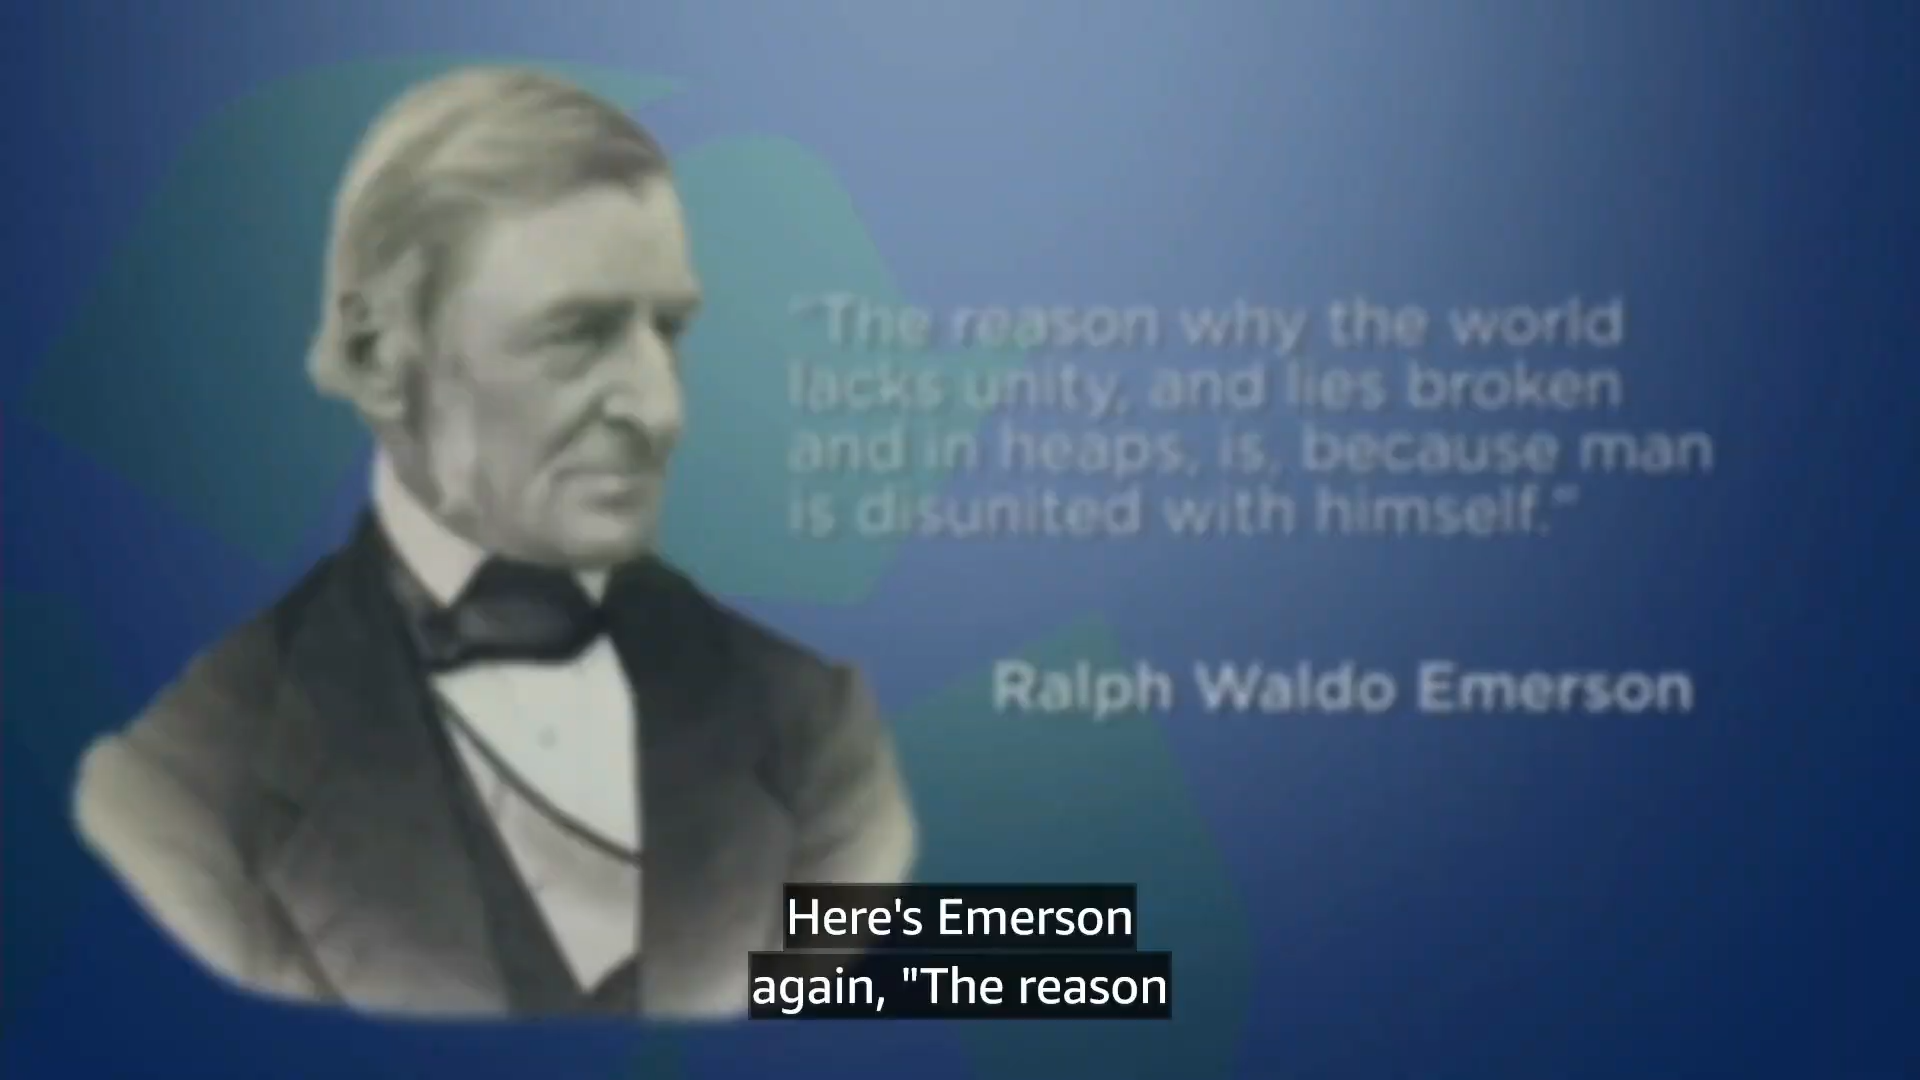 "The reason why the world
lacks unity, and lies broken
and in heaps, is, because man
is disunited with himself."
Ralph Waldo Emerson
Here's Emerson
again, "The reason